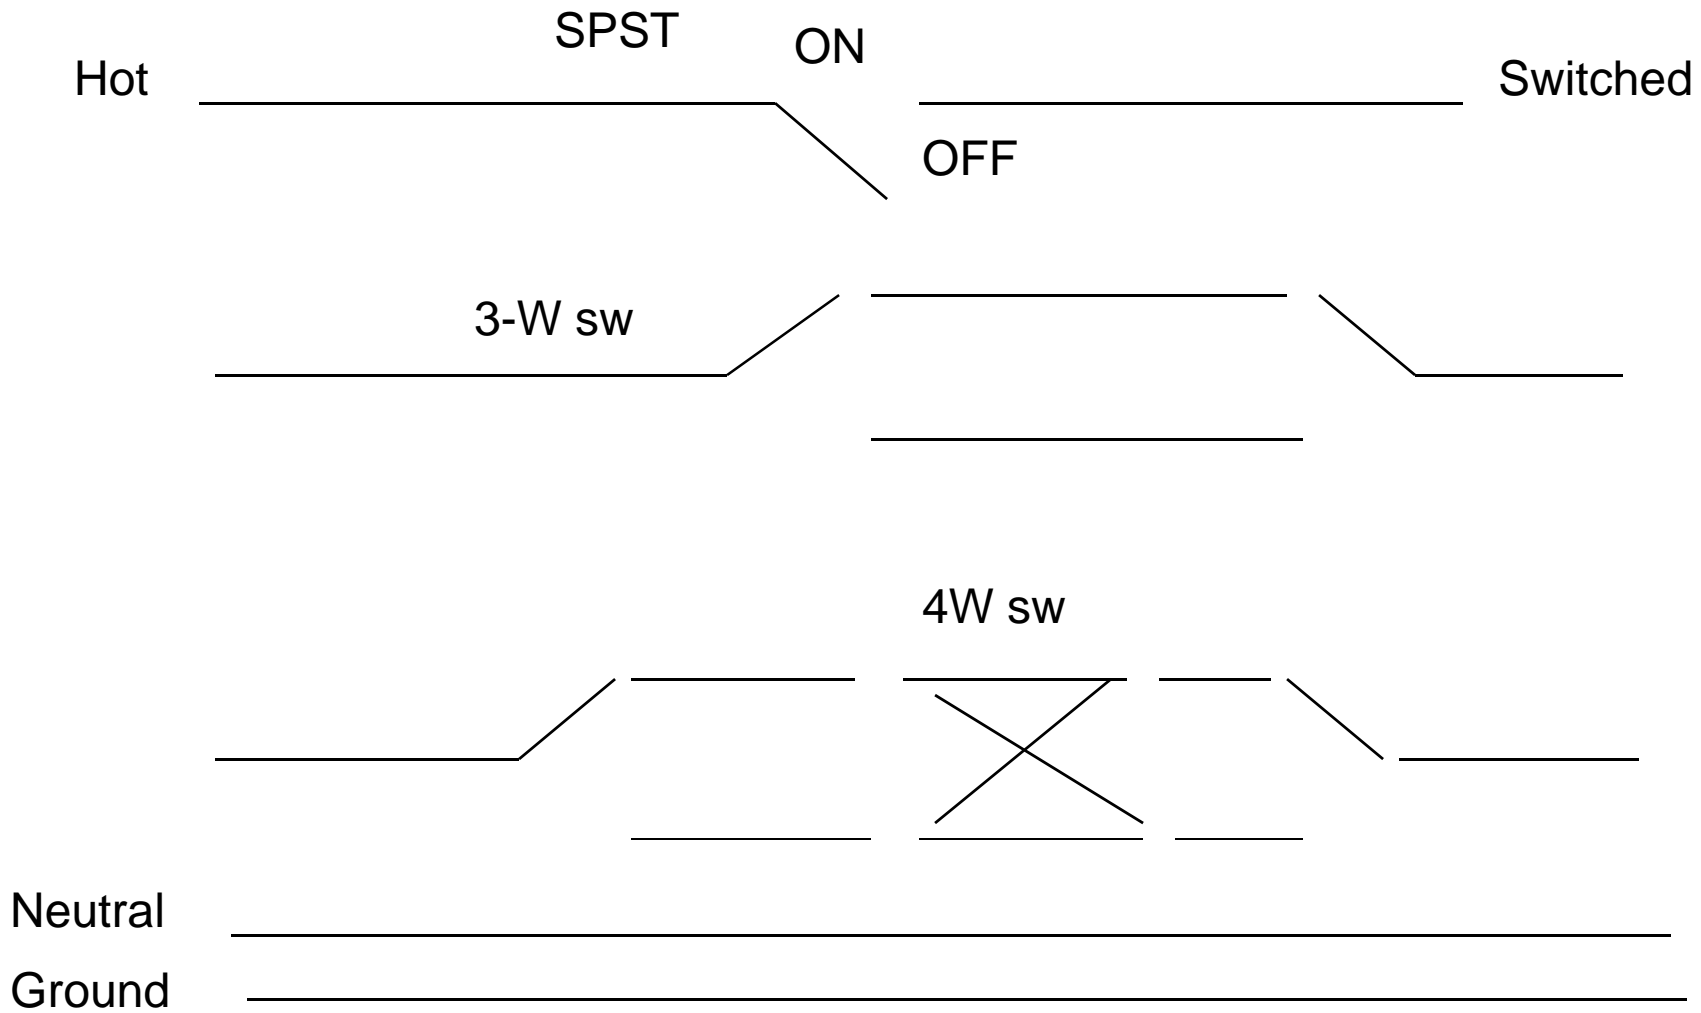 SPST
ON
Hot
Switched
OFF
3-W sw
4W sw
Neutral
Ground